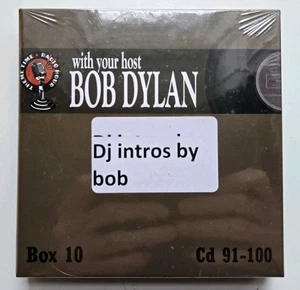 THEME TIME RADIO HOUR
with your host
BOB DYLAN
Dj intros by
bob
Box 10
Cd 91-100